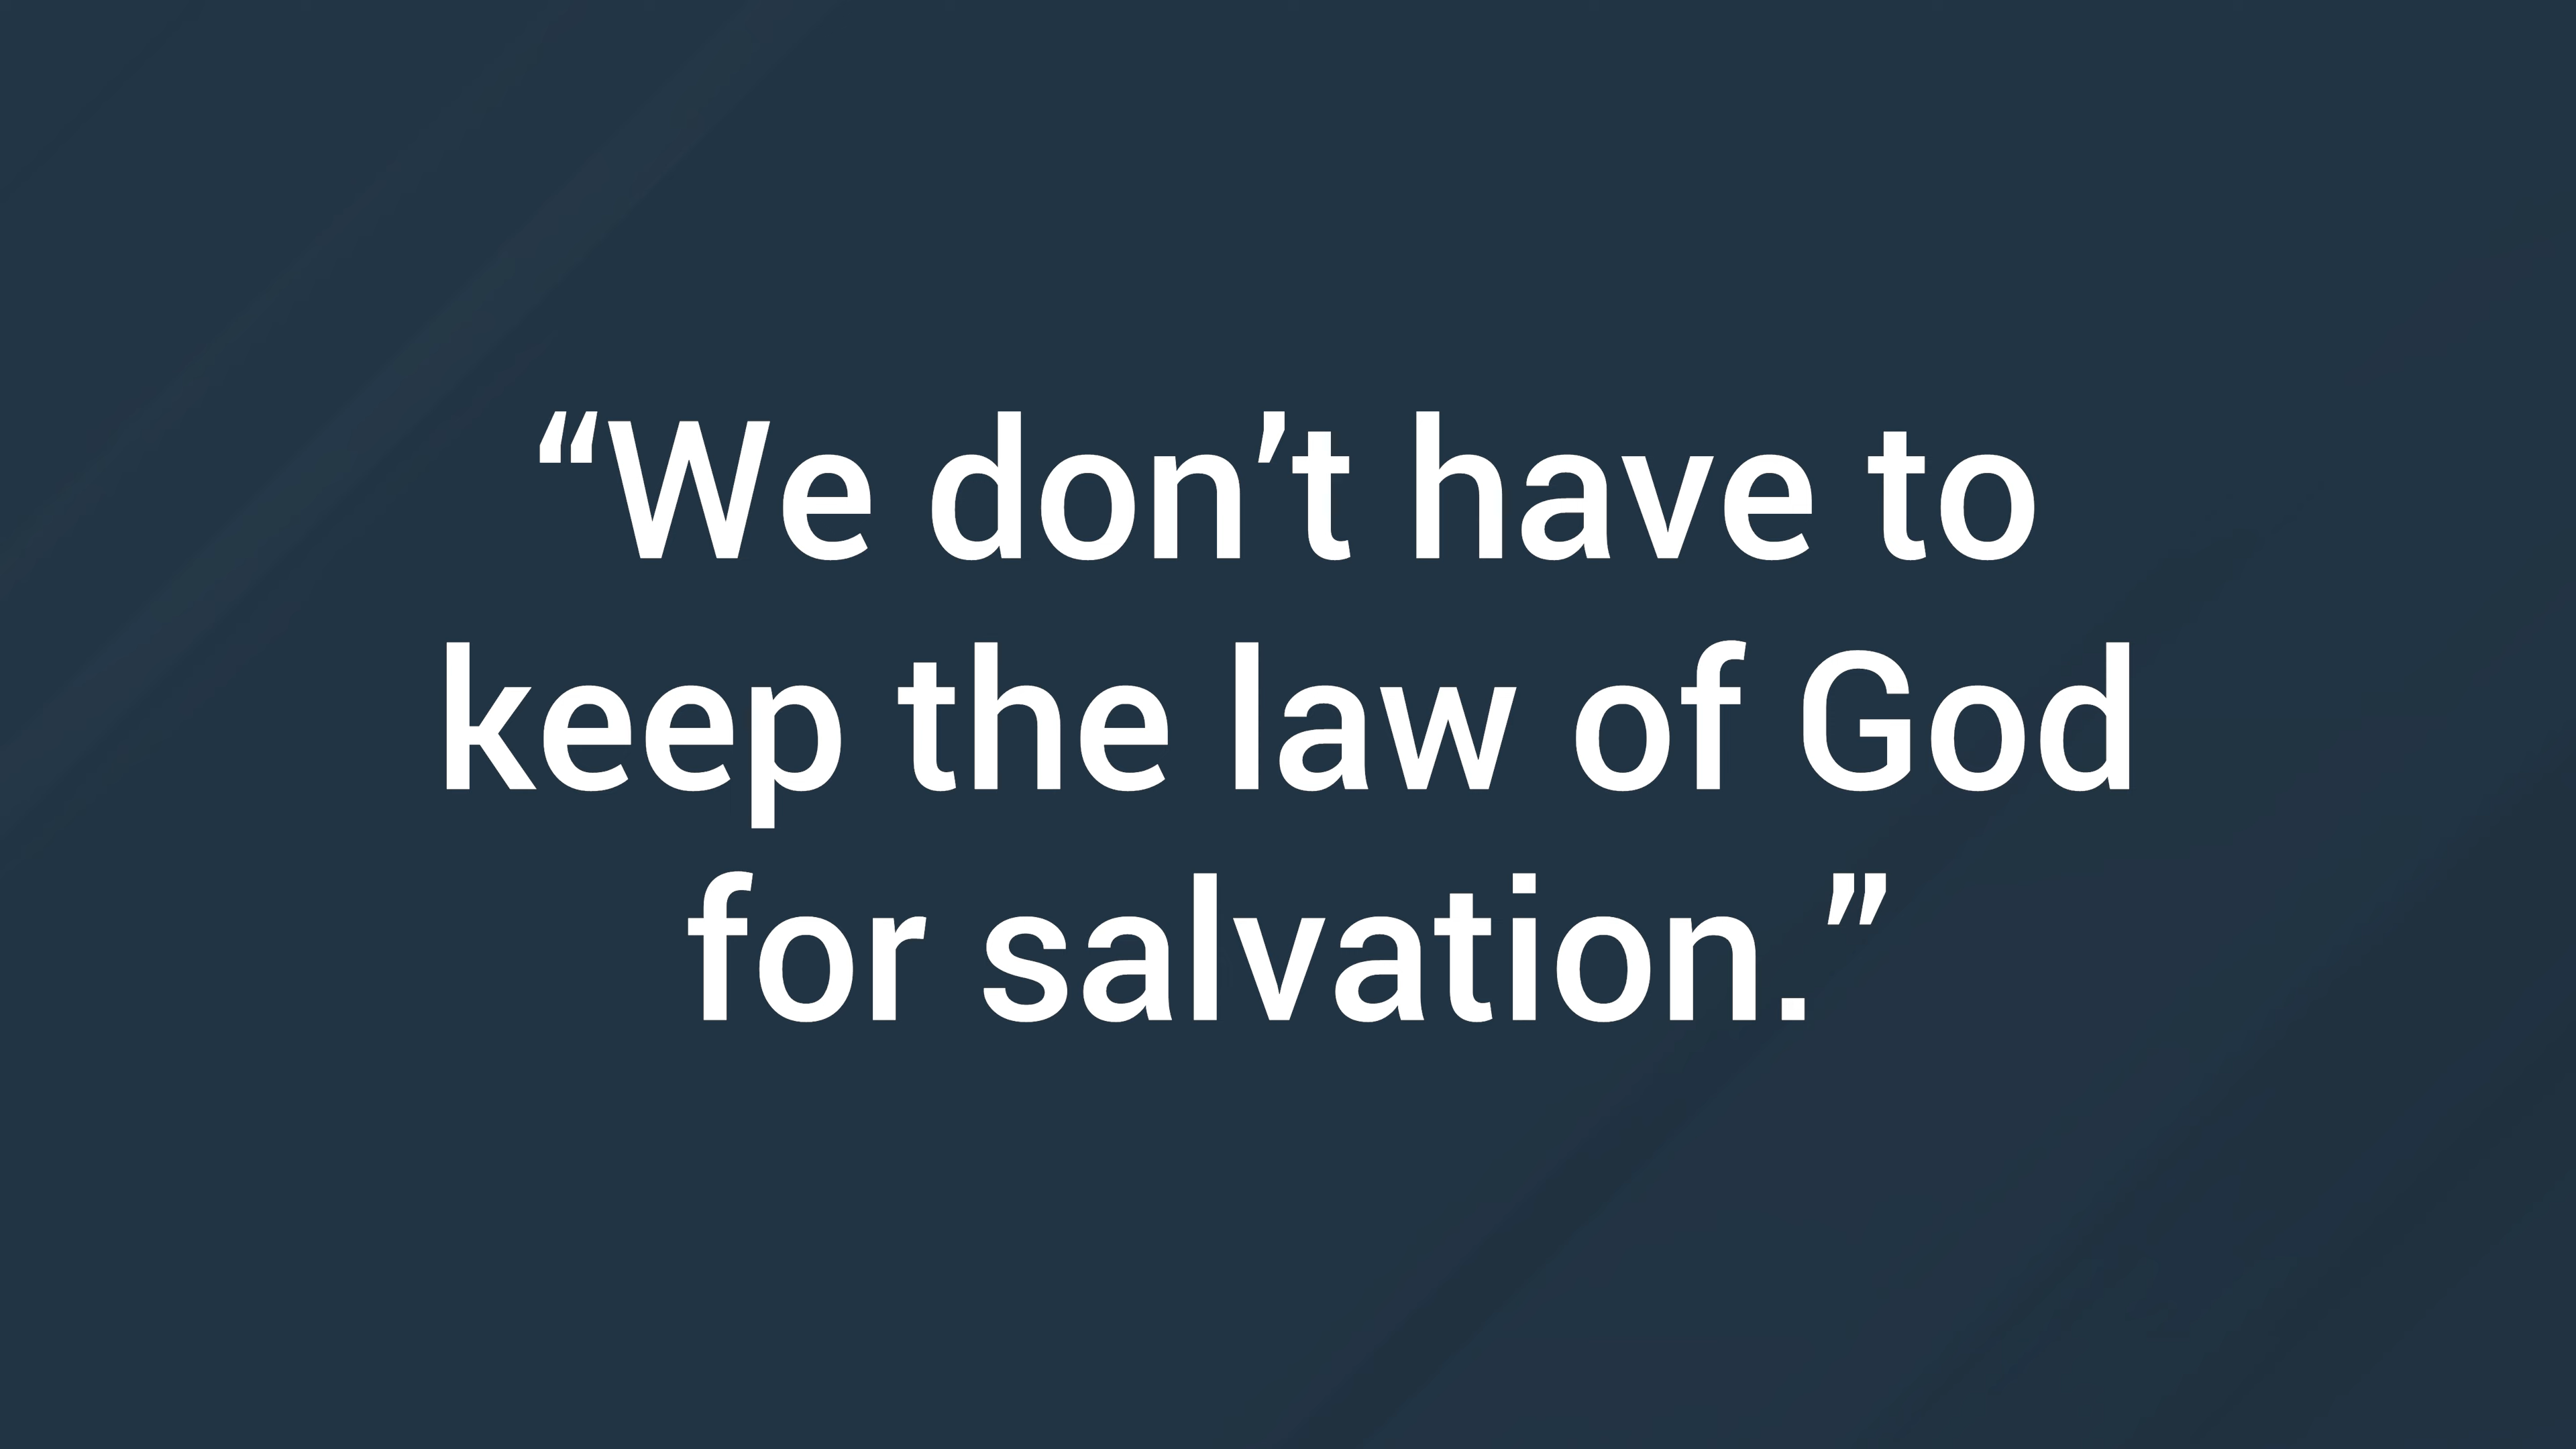 “We don’t have to
keep the law of God
for salvation.”